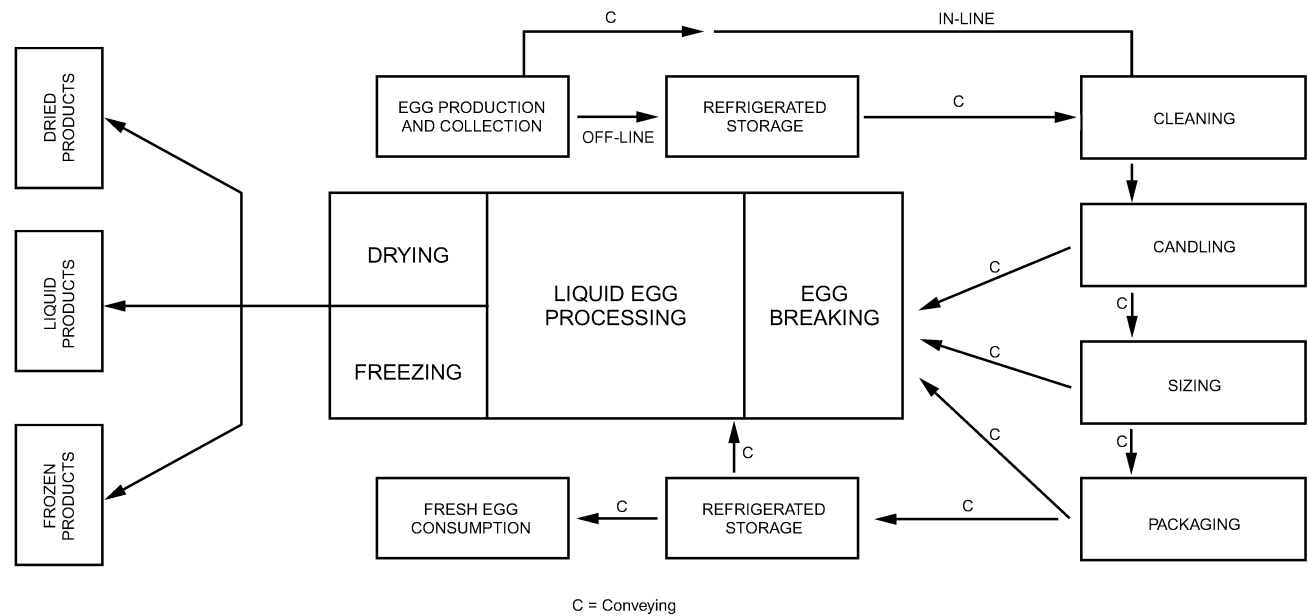 C
IN-LINE
EGG PRODUCTION
AND COLLECTION
OFF-LINE
REFRIGERATED
STORAGE
C
CLEANING
DRIED
PRODUCTS
LIQUID
PRODUCTS
FROZEN
PRODUCTS
DRYING
FREEZING
LIQUID EGG
PROCESSING
EGG
BREAKING
C
C
C
CANDLING
C
SIZING
C
PACKAGING
C
REFRIGERATED
STORAGE
C
C
FRESH EGG
CONSUMPTION
C = Conveying